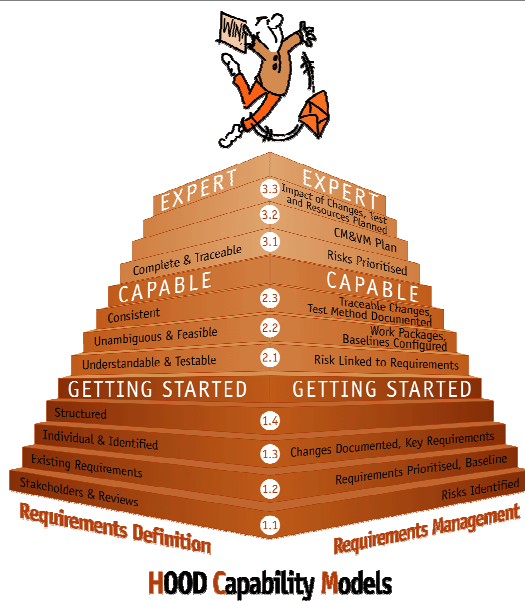 WIN!
EXPERT EXPERT
3.3 Impact of Changes, Test
and Resources Planned
3.2 CM&VM Plan
Complete & Traceable 3.1 Risks Prioritised
CAPABLE CAPABLE
Consistent 2.3 Traceable Changes,
Test Method Documented
Unambiguous & Feasible 2.2 Work Packages,
Baselines Configured
Understandable & Testable 2.1 Risk Linked to Requirements
GETTING STARTED GETTING STARTED
Structured 1.4
Individual & Identified 1.3 Changes Documented, Key Requirements
Existing Requirements 1.2 Requirements Prioritised, Baseline
Stakeholders & Reviews 1.1 Risks Identified
Requirements Definition Requirements Management
HOOD Capability Models